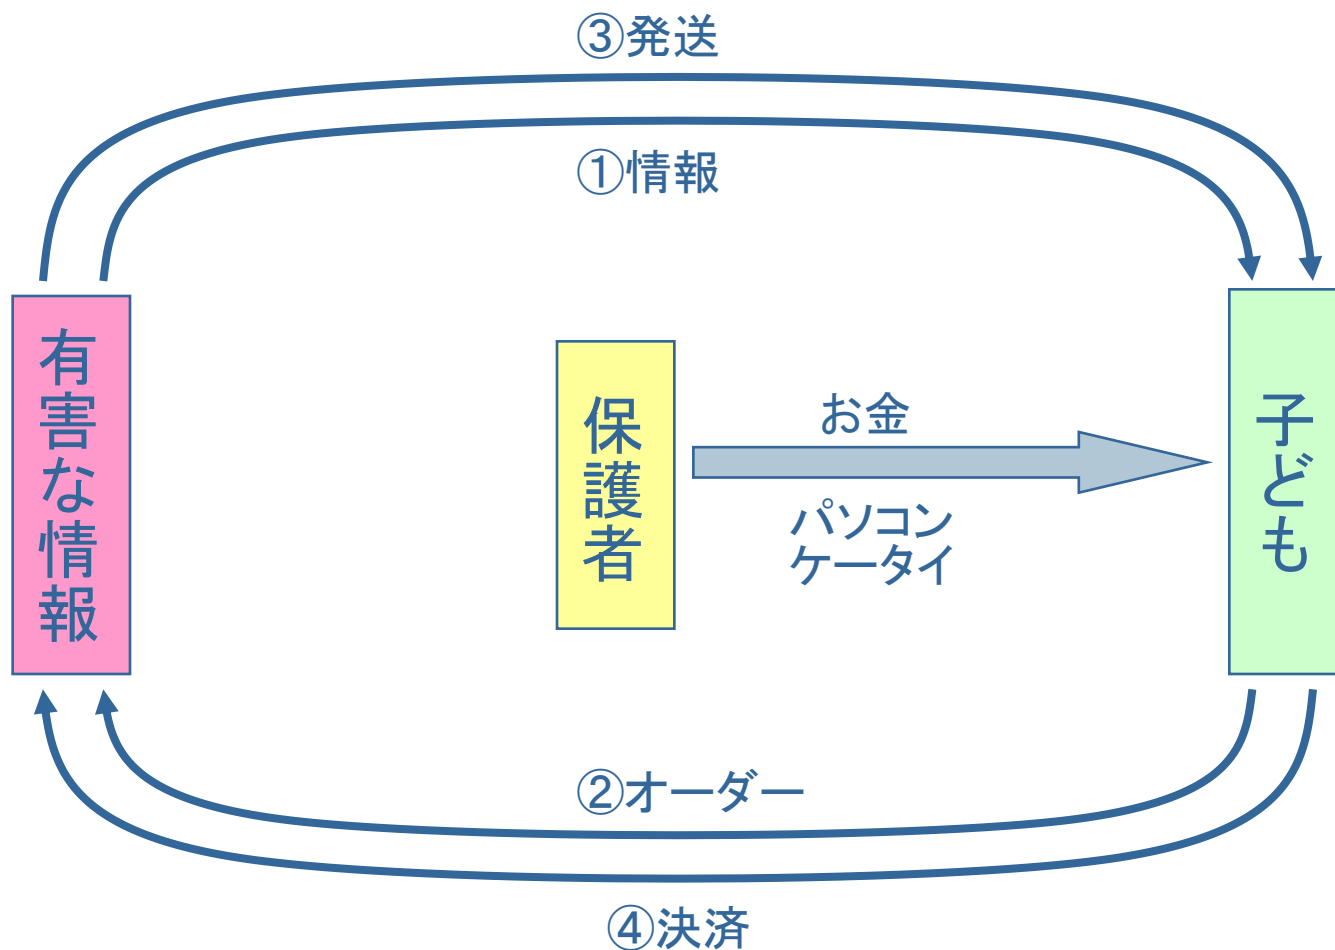 ③発送
①情報
有害な情報
保護者
お金
パソコン
ケータイ
子ども
②オーダー
④決済